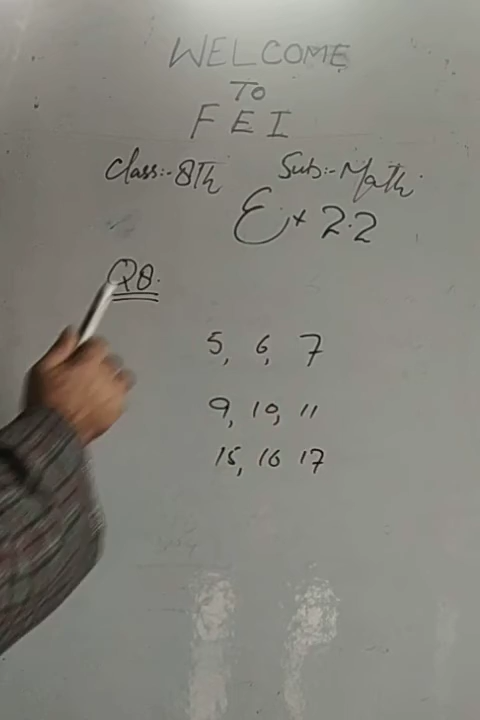 WELCOME
TO
FEI
Class:- 8th Sub:- Math
Ex 2.2
Q8.
5, 6, 7
9, 10, 11
15, 16 17